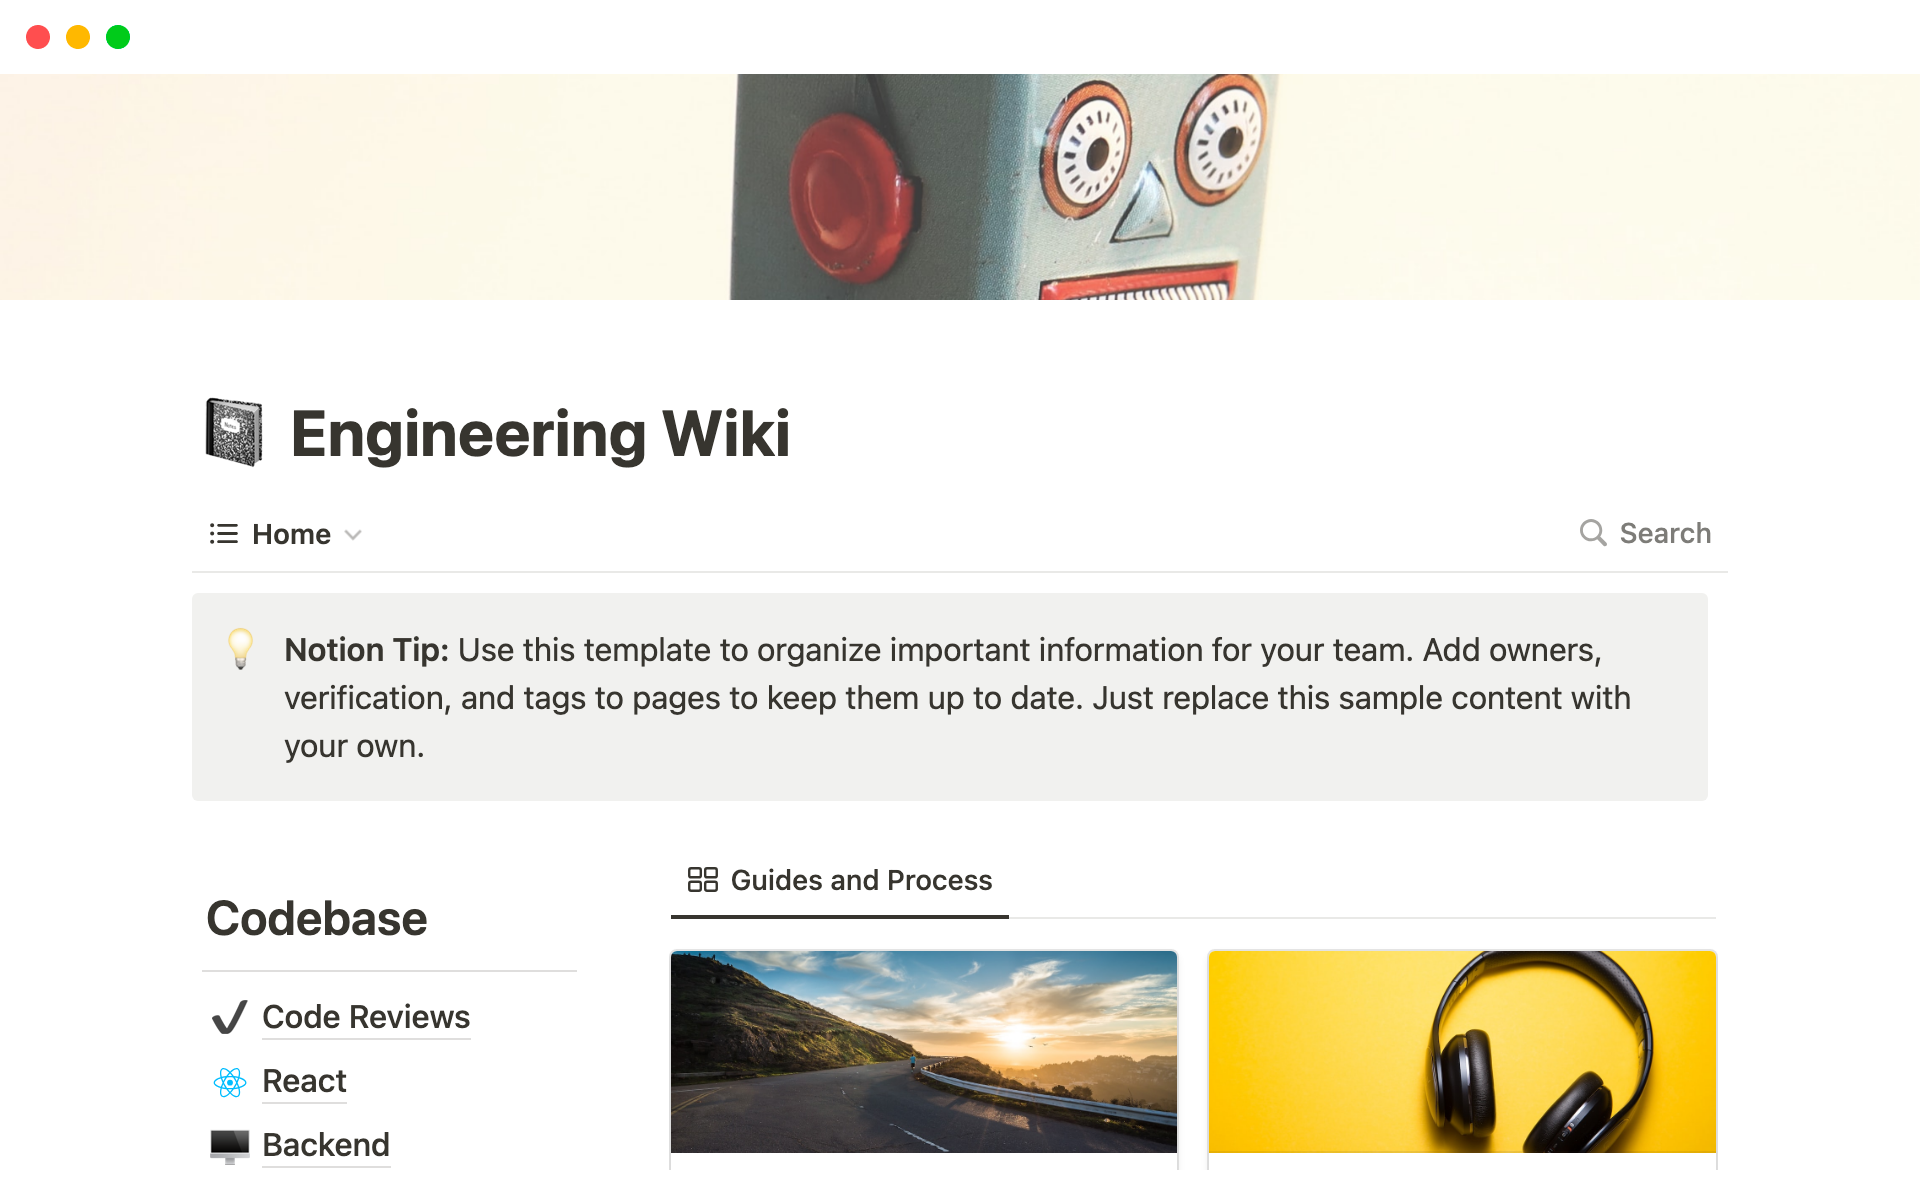 Engineering Wiki
Home
Search
Notion Tip: Use this template to organize important information for your team. Add owners,
verification, and tags to pages to keep them up to date. Just replace this sample content with
your own.
Codebase
Guides and Process
Code Reviews
React
Backend